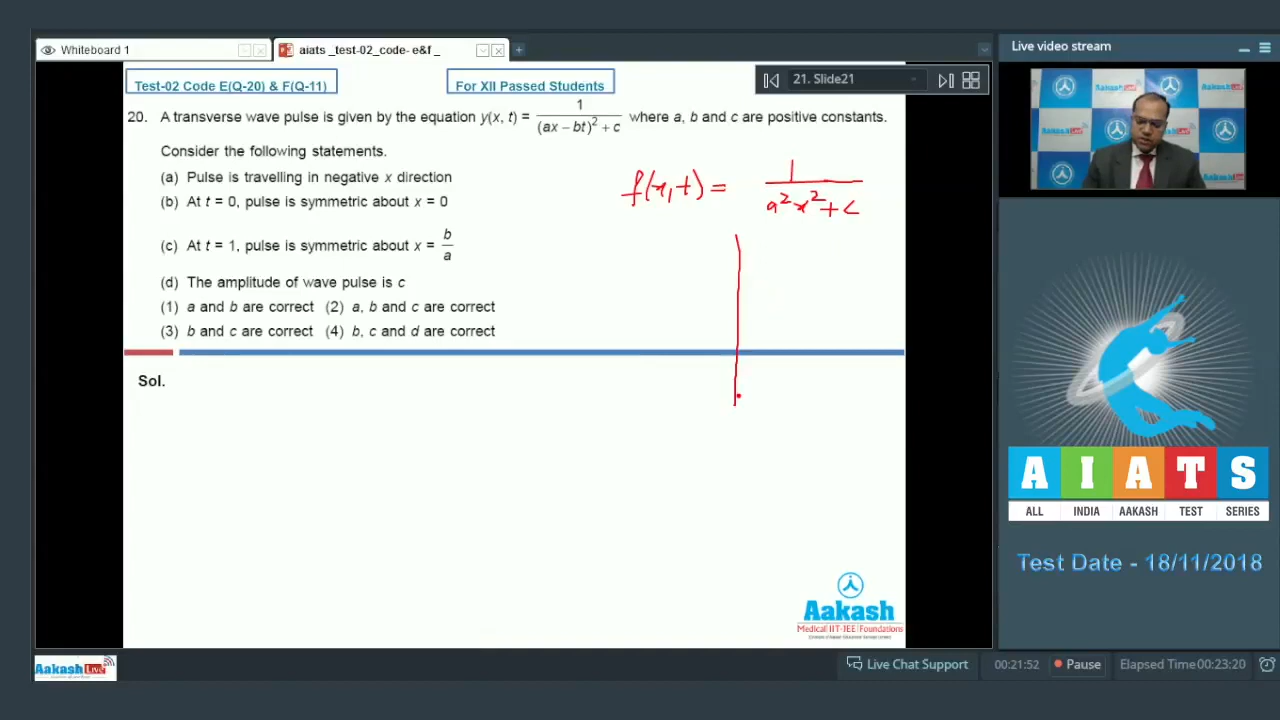 Whiteboard 1
aiats _test-02_code- e&f _
Live video stream
Test-02 Code E(Q-20) & F(Q-11)
For XII Passed Students
21. Slide21
20. A transverse wave pulse is given by the equation y(x, t) = 1/((ax – bt)² + c) where a, b and c are positive constants.
Consider the following statements.
(a) Pulse is travelling in negative x direction
(b) At t = 0, pulse is symmetric about x = 0
(c) At t = 1, pulse is symmetric about x = b/a
(d) The amplitude of wave pulse is c
(1) a and b are correct (2) a, b and c are correct
(3) b and c are correct (4) b, c and d are correct
f(x,t) = 1/(a²x²+c)
Sol.
AIATS
ALL INDIA AAKASH TEST SERIES
Test Date - 18/11/2018
Aakash
Medical|IIT-JEE|Foundations
Aakash Live
Live Chat Support
00:21:52
Pause
Elapsed Time 00:23:20